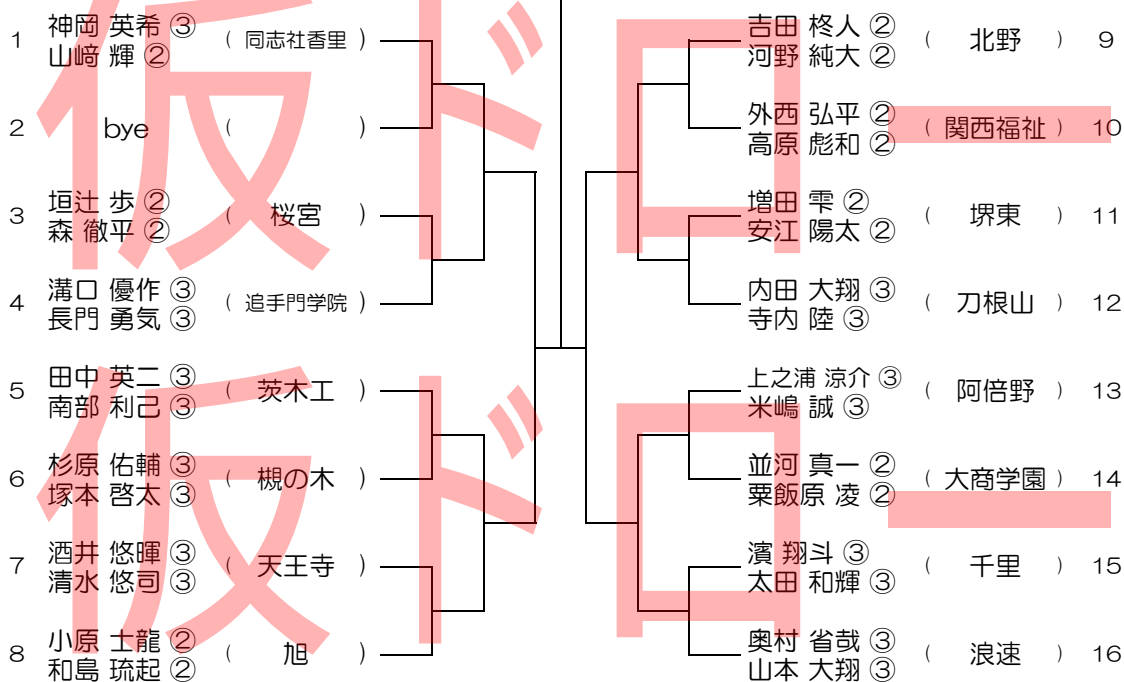 1 神岡 英希 ③ ( 同志社香里 )
山﨑 輝 ②
2 bye ( )
3 垣辻 歩 ② ( 桜宮 )
森 徹平 ②
4 溝口 優作 ③ ( 追手門学院 )
長門 勇気 ③
5 田中 英二 ③ ( 茨木工 )
南部 利己 ③
6 杉原 佑輔 ③ ( 槻の木 )
塚本 啓太 ③
7 酒井 悠暉 ③ ( 天王寺 )
清水 悠司 ③
8 小原 士龍 ② ( 旭 )
和島 琉起 ②
吉田 柊人 ② ( 北野 ) 9
河野 純大 ②
外西 弘平 ② ( 関西福祉 ) 10
高原 彪和 ②
増田 雫 ② ( 堺東 ) 11
安江 陽太 ②
内田 大翔 ③ ( 刀根山 ) 12
寺内 陸 ③
上之浦 涼介 ③ ( 阿倍野 ) 13
米嶋 誠 ③
並河 真一 ② ( 大商学園 ) 14
粟飯原 凌 ②
濱 翔斗 ③ ( 千里 ) 15
太田 和輝 ③
奥村 省哉 ③ ( 浪速 ) 16
山本 大翔 ③
仮ドロー
仮ドロー